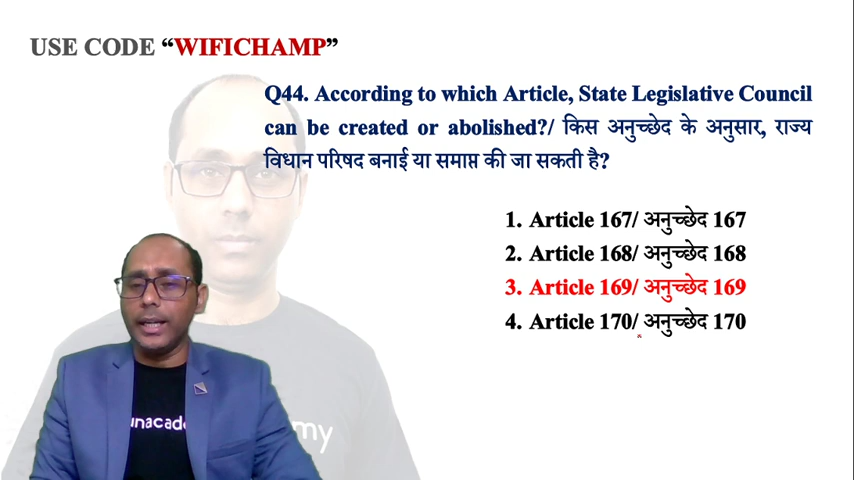 USE CODE “WIFICHAMP”
Q44. According to which Article, State Legislative Council
can be created or abolished?/ किस अनुच्छेद के अनुसार, राज्य
विधान परिषद बनाई या समाप्त की जा सकती है?
1. Article 167/ अनुच्छेद 167
2. Article 168/ अनुच्छेद 168
3. Article 169/ अनुच्छेद 169
4. Article 170/ अनुच्छेद 170
unacade
my